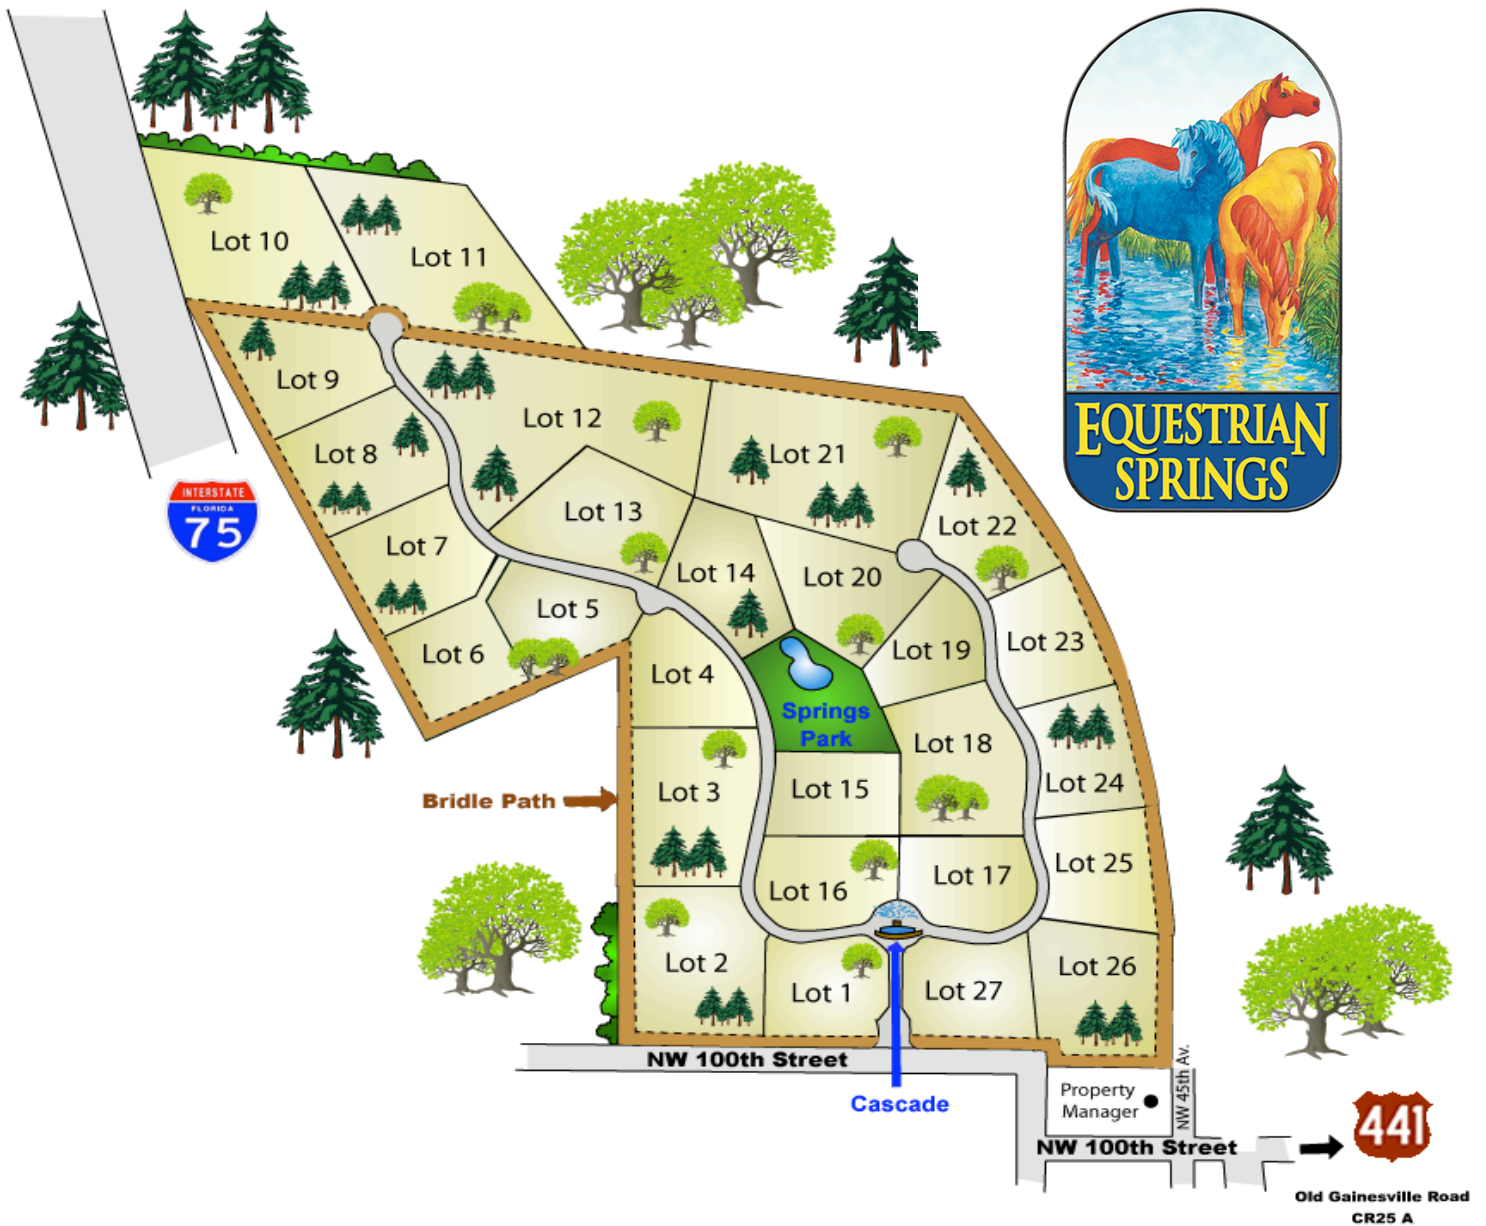 EQUESTRIAN
SPRINGS
Lot 10
Lot 11
INTERSTATE
FLORIDA
75
Lot 9
Lot 12
Lot 8
Lot 21
Lot 13
Lot 22
Lot 7
Lot 14
Lot 20
Lot 5
Lot 6
Lot 19
Lot 23
Lot 4
Springs
Park
Lot 18
Lot 24
Bridle Path
Lot 3
Lot 15
Lot 16
Lot 17
Lot 25
Lot 2
Lot 1
Lot 27
Lot 26
NW 100th Street
Cascade
Property
Manager
NW 45th Av.
NW 100th Street
441
Old Gainesville Road
CR25 A